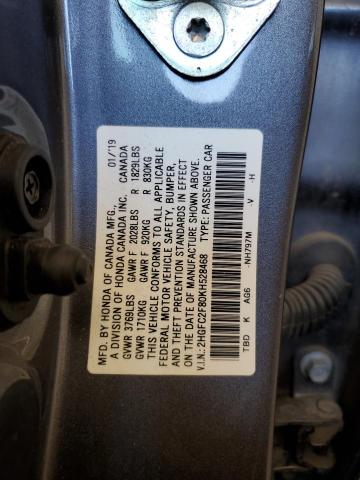 MFD. BY HONDA OF CANADA MFG. 01/'19
A DIVISION OF HONDA CANADA INC. CANADA
GVWR 3769LBS GAWR F 2028LBS R 1829LBS
GVWR 1710KG GAWR F 920KG R 830KG
THIS VEHICLE CONFORMS TO ALL APPLICABLE
FEDERAL MOTOR VEHICLE SAFETY, BUMPER,
AND THEFT PREVENTION STANDARDS IN EFFECT
ON THE DATE OF MANUFACTURE SHOWN ABOVE.
V.I.N.: 2HGFC2F80KH528468 TYPE: PASSENGER CAR
TBD K AG6 -NH797M -V -H